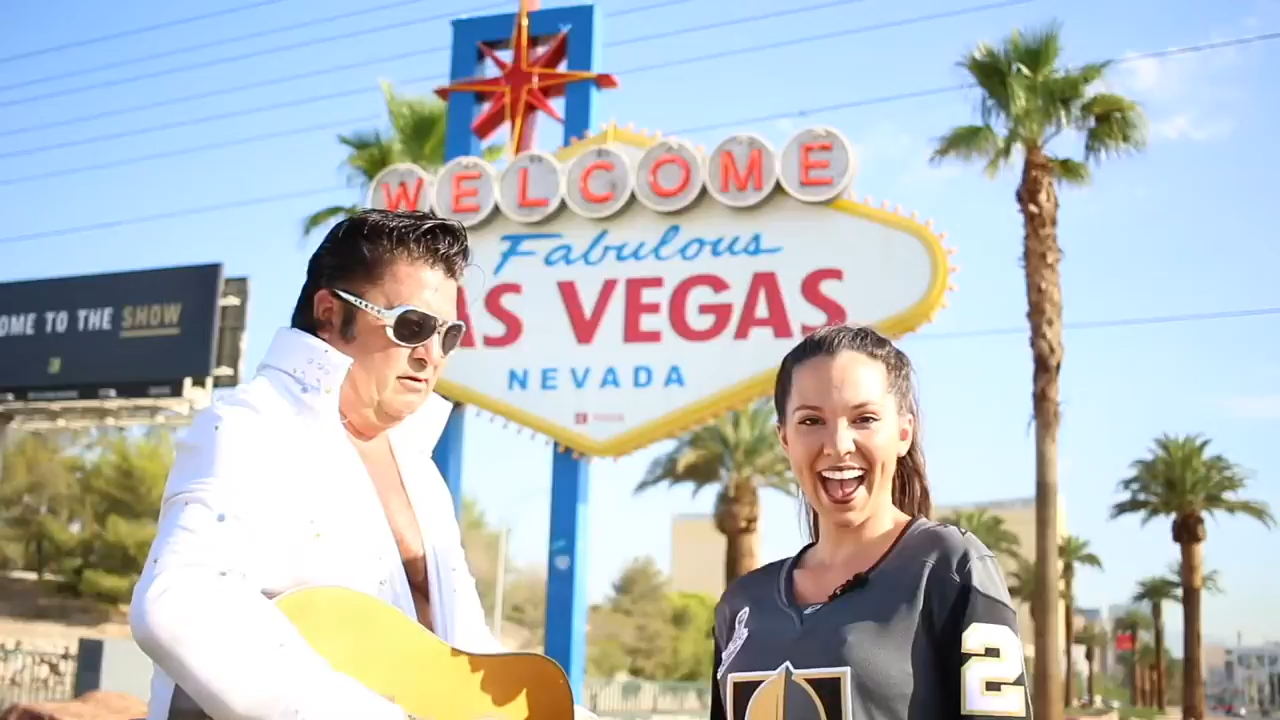 WELCOME
Fabulous
AS VEGAS
NEVADA
OME TO THE SHOW
2